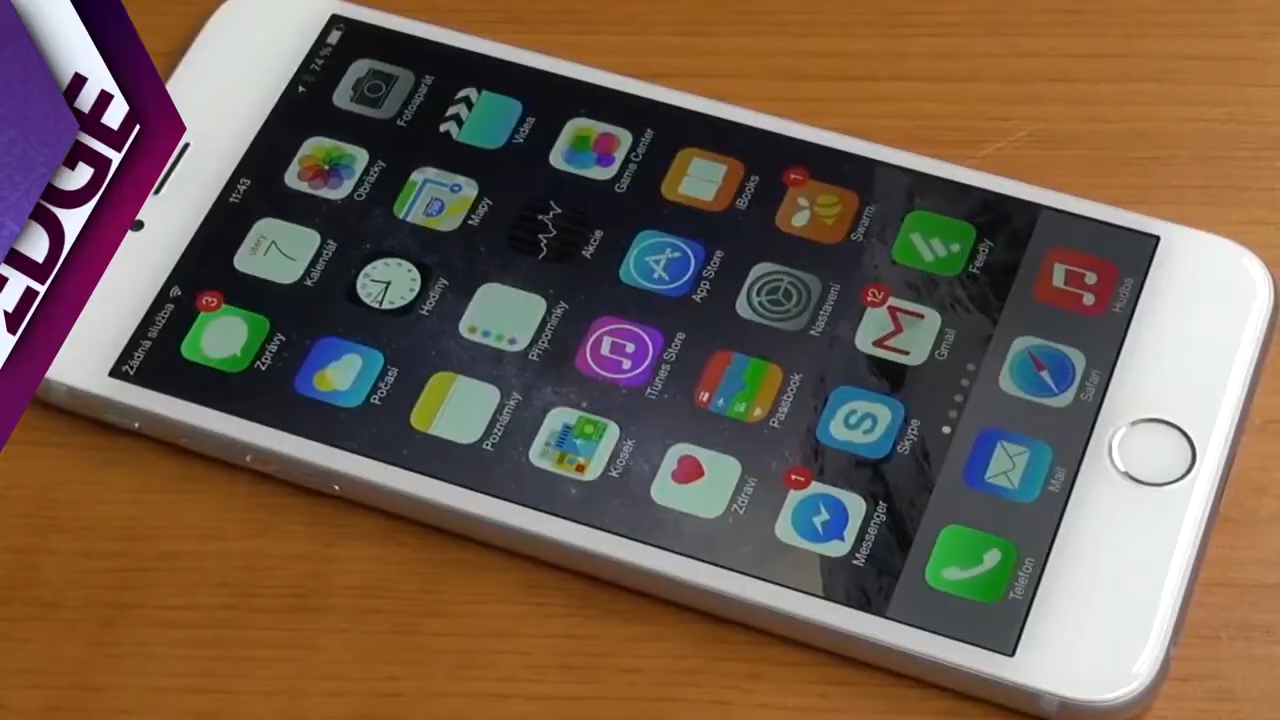 EDGE
Žádná služba 11:43 74 %
Zprávy Kalendář Obrázky Fotoaparát
3
úterý
7
Počasí Hodiny Mapy Videa
Poznámky Připomínky Akcie Game Center
Kiosek iTunes Store App Store iBooks
Zdraví Passbook Nastavení Swarm
1
Messenger Skype Gmail Feedly
1
12
Telefon Mail Safari Hudba